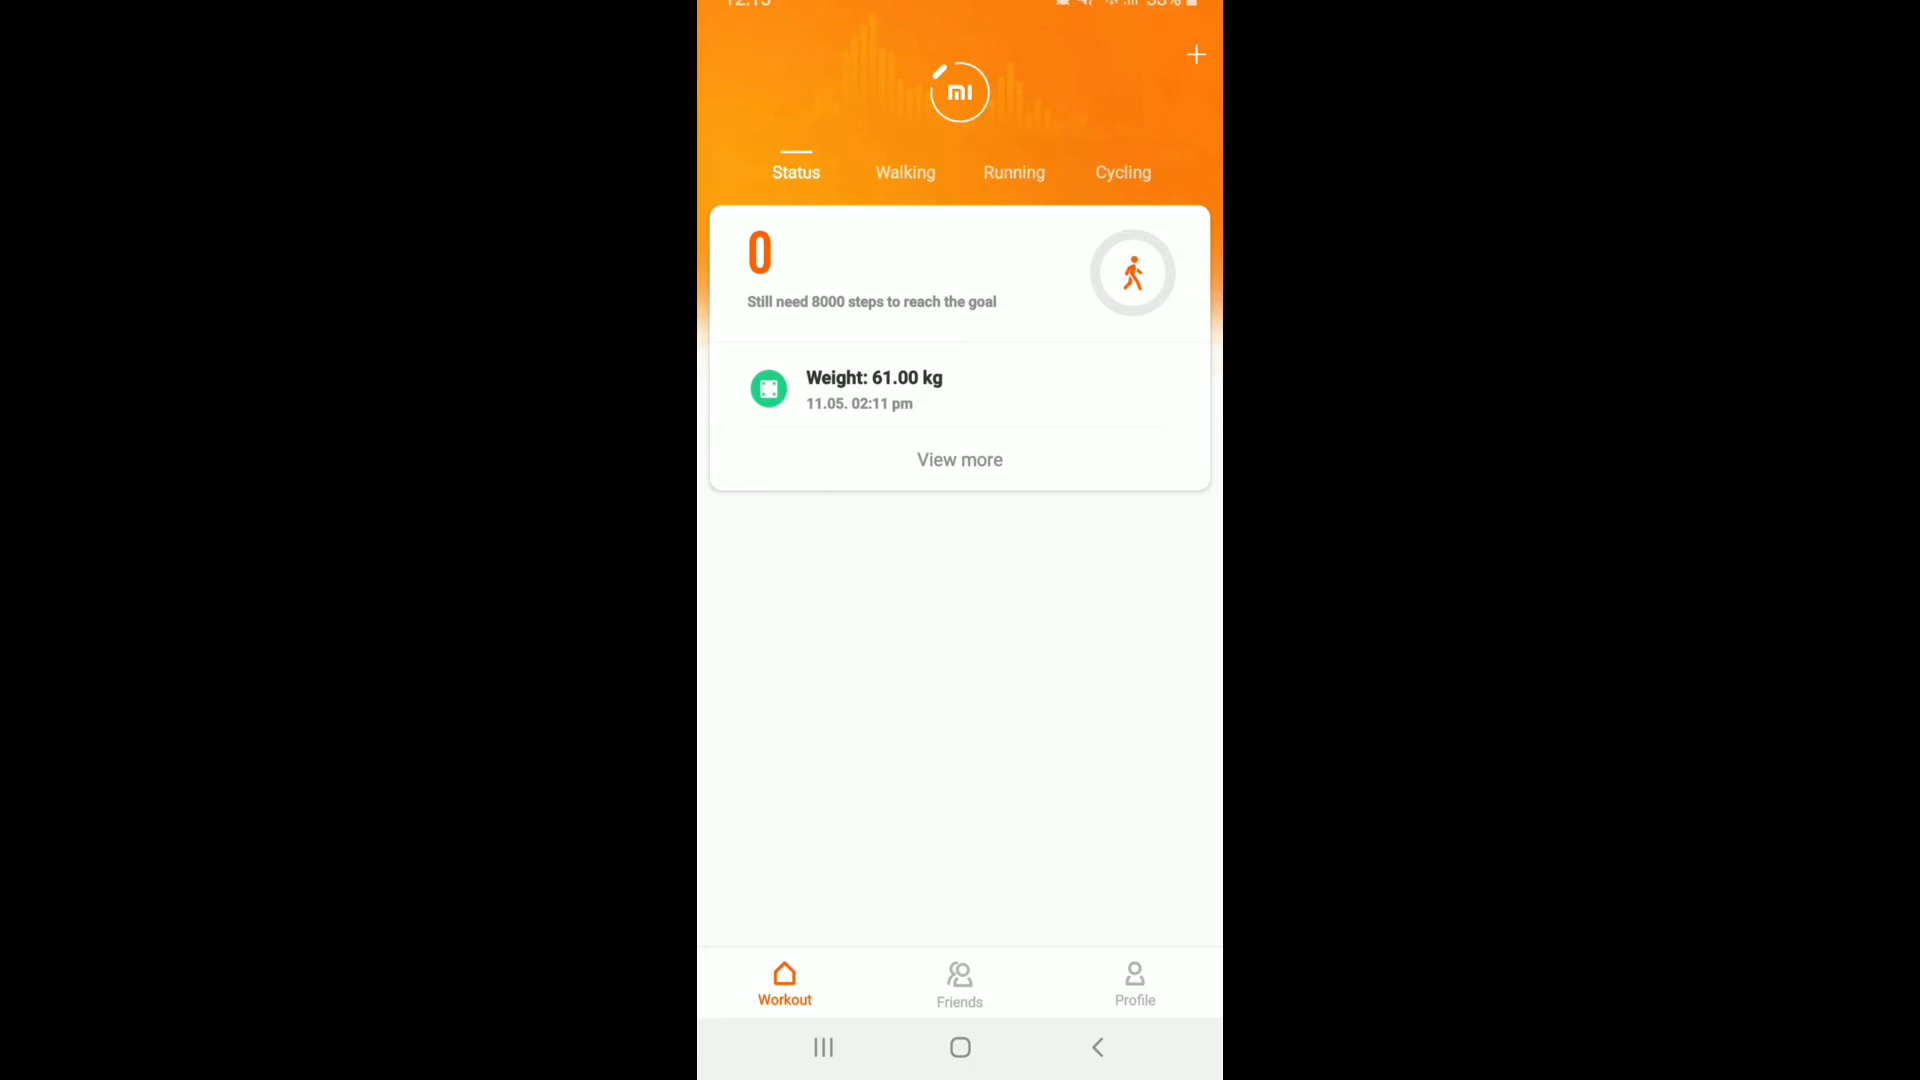 mi
Status Walking Running Cycling
0
Still need 8000 steps to reach the goal
Weight: 61.00 kg
11.05. 02:11 pm
View more
Workout Friends Profile